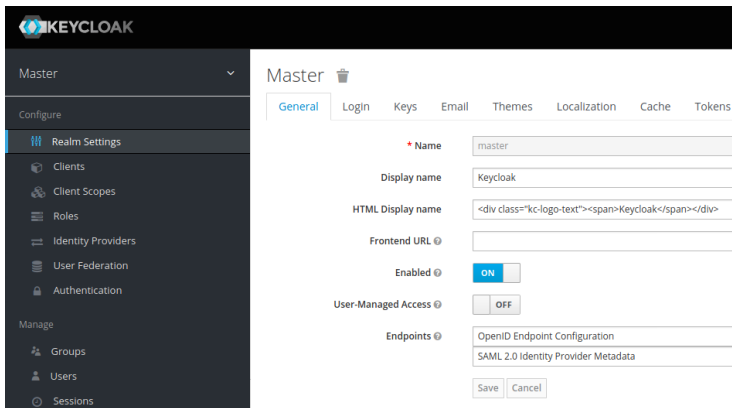 KEYCLOAK
Master
Configure
Realm Settings
Clients
Client Scopes
Roles
Identity Providers
User Federation
Authentication
Manage
Groups
Users
Sessions
Master
General Login Keys Email Themes Localization Cache Tokens
* Name master
Display name Keycloak
HTML Display name <div class="kc-logo-text"><span>Keycloak</span></div>
Frontend URL
Enabled ON
User-Managed Access OFF
Endpoints OpenID Endpoint Configuration
SAML 2.0 Identity Provider Metadata
Save Cancel